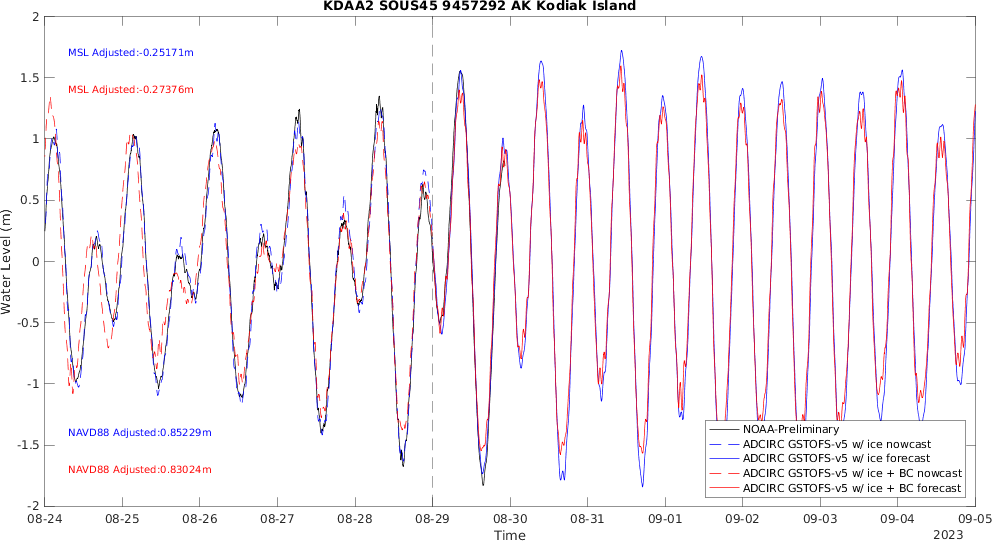 KDAA2 SOUS45 9457292 AK Kodiak Island
2
1.5
1
0.5
0
-0.5
-1
-1.5
-2
Water Level (m)
MSL Adjusted:-0.25171m
MSL Adjusted:-0.27376m
NAVD88 Adjusted:0.85229m
NAVD88 Adjusted:0.83024m
NOAA-Preliminary
ADCIRC GSTOFS-v5 w/ ice nowcast
ADCIRC GSTOFS-v5 w/ ice forecast
ADCIRC GSTOFS-v5 w/ ice + BC nowcast
ADCIRC GSTOFS-v5 w/ ice + BC forecast
08-24 08-25 08-26 08-27 08-28 08-29 08-30 08-31 09-01 09-02 09-03 09-04 09-05
Time
2023